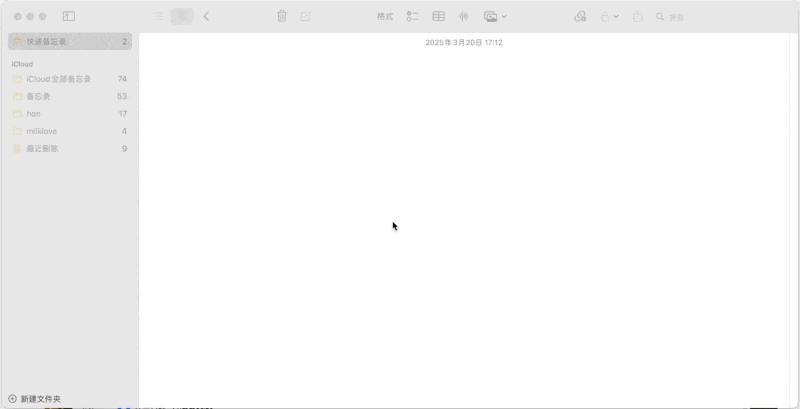 格式
搜索
快速备忘录 2
2025年3月20日 17:12
iCloud
iCloud全部备忘录 74
备忘录 53
hon 17
milklove 4
最近删除 9
新建文件夹